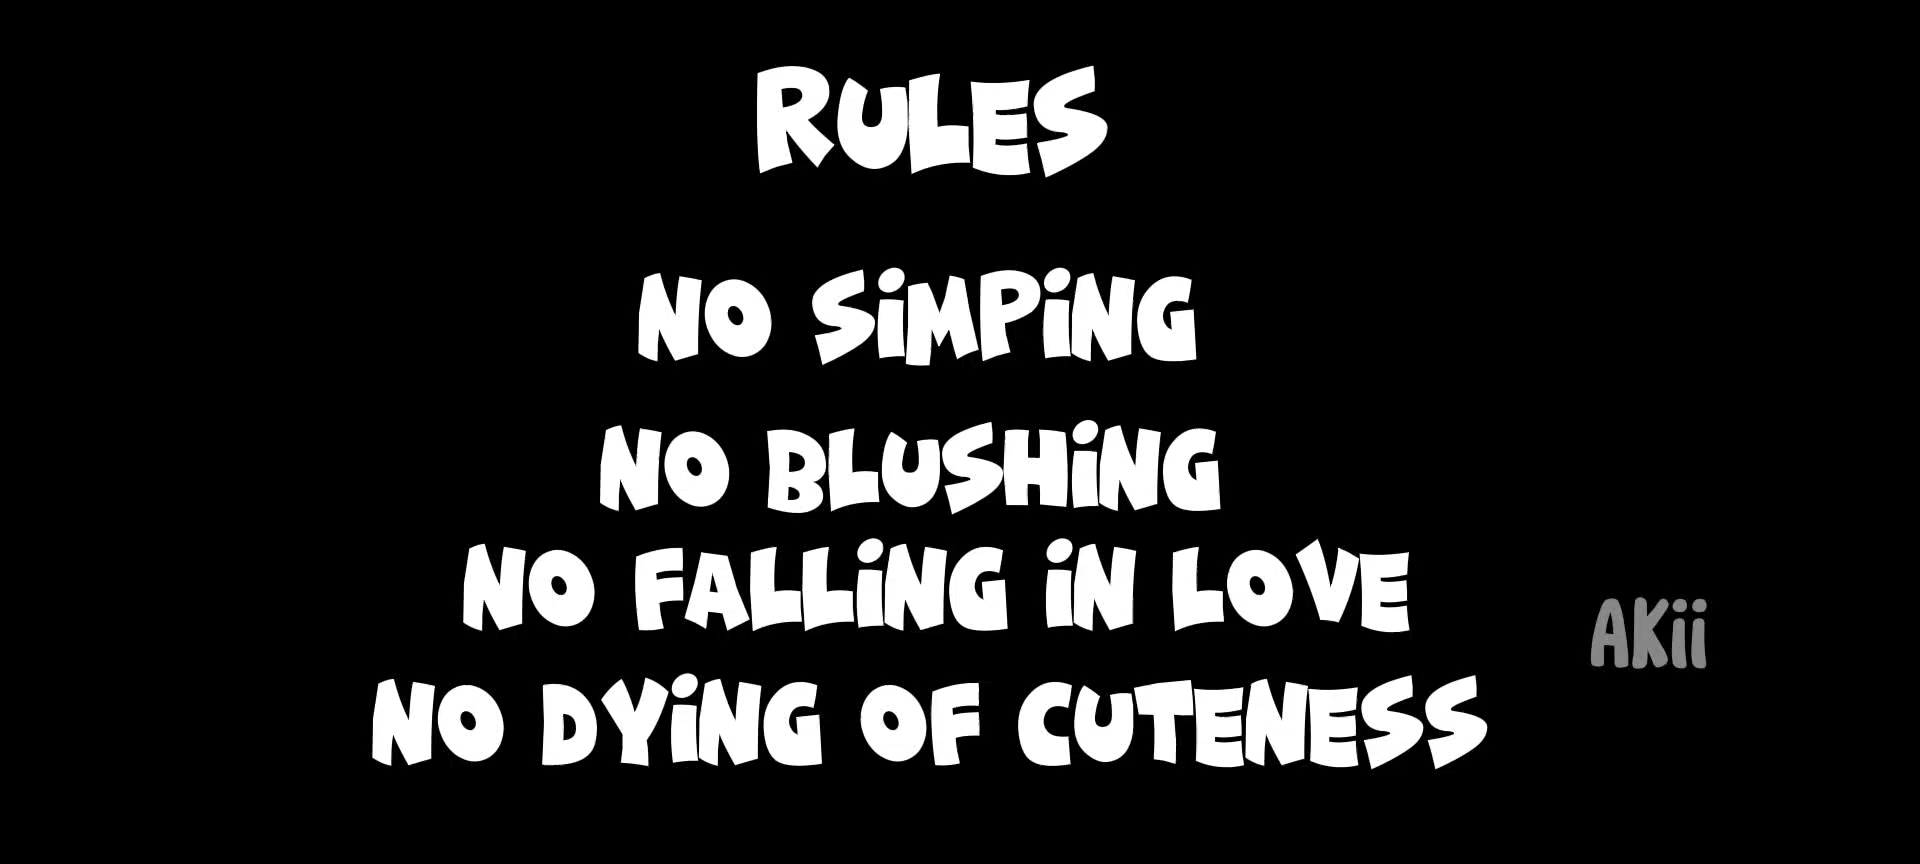 RULES
NO SiMPiNG
NO BLUSHiNG
NO FALLiNG iN LOVE
AKii
NO DYiNG OF CUTENESS